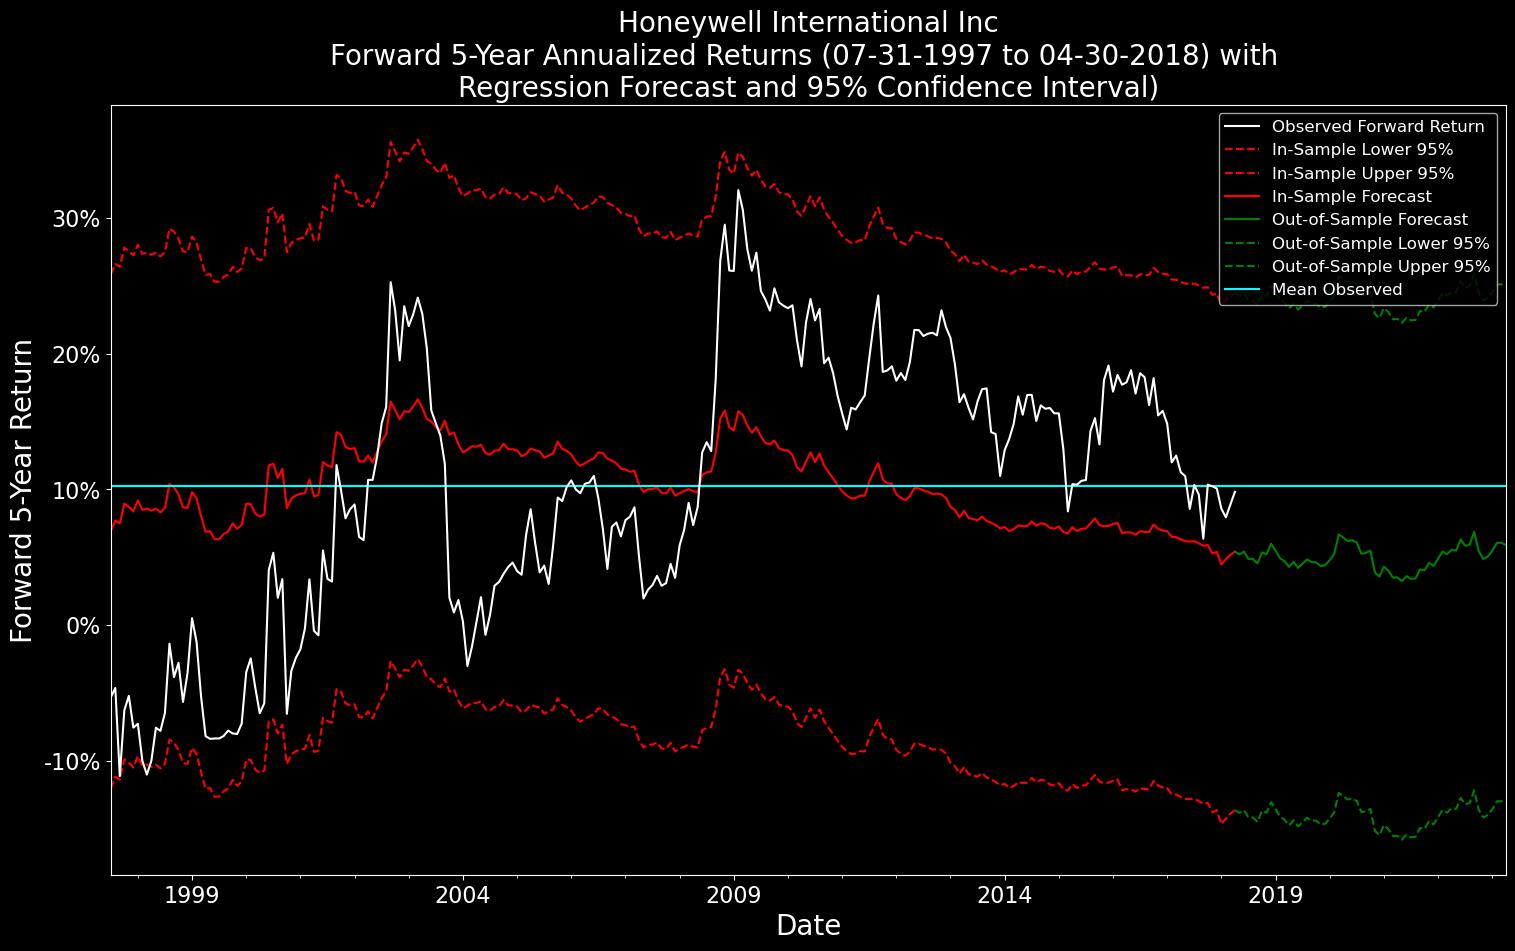 Honeywell International Inc
Forward 5-Year Annualized Returns (07-31-1997 to 04-30-2018) with
Regression Forecast and 95% Confidence Interval)
Observed Forward Return
In-Sample Lower 95%
In-Sample Upper 95%
In-Sample Forecast
Out-of-Sample Forecast
Out-of-Sample Lower 95%
Out-of-Sample Upper 95%
Mean Observed
Forward 5-Year Return
30%
20%
10%
0%
-10%
1999
2004
2009
2014
2019
Date